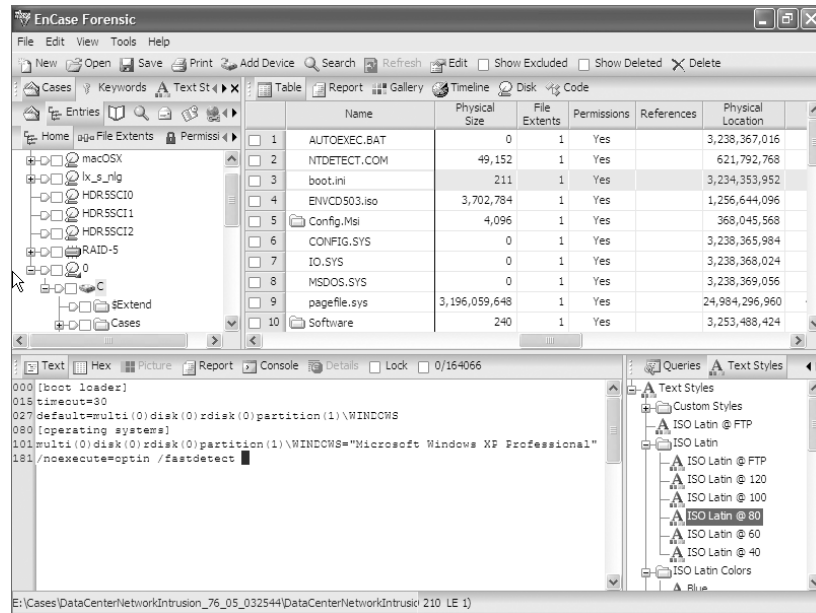 EnCase Forensic
File Edit View Tools Help
New Open Save Print Add Device Search Refresh Edit Show Excluded Show Deleted Delete
Cases Keywords Text St
Table Report Gallery Timeline Disk Code
Entries
Home File Extents Permissi
macOSX
lx_s_nlg
HDR5SCI0
HDR5SCI1
HDR5SCI2
RAID-5
0
C
$Extend
Cases
Name Physical Size File Extents Permissions References Physical Location
1 AUTOEXEC.BAT 0 1 Yes 3,238,367,016
2 NTDETECT.COM 49,152 1 Yes 621,792,768
3 boot.ini 211 1 Yes 3,234,353,952
4 ENVCD503.iso 3,702,784 1 Yes 1,256,644,096
5 Config.Msi 4,096 1 Yes 368,045,568
6 CONFIG.SYS 0 1 Yes 3,238,365,984
7 IO.SYS 0 1 Yes 3,238,368,024
8 MSDOS.SYS 0 1 Yes 3,238,369,056
9 pagefile.sys 3,196,059,648 1 Yes 24,984,296,960
10 Software 240 1 Yes 3,253,488,424
Text Hex Picture Report Console Details Lock 0/164066
000 [boot loader]
015 timeout=30
027 default=multi(0)disk(0)rdisk(0)partition(1)\WINDOWS
080 [operating systems]
101 multi(0)disk(0)rdisk(0)partition(1)\WINDOWS="Microsoft Windows XP Professional"
181 /noexecute=optin /fastdetect
Queries Text Styles
Text Styles
Custom Styles
ISO Latin @ FTP
ISO Latin
ISO Latin @ FTP
ISO Latin @ 120
ISO Latin @ 100
ISO Latin @ 80
ISO Latin @ 60
ISO Latin @ 40
ISO Latin Colors
Blue
E:\Cases\DataCenterNetworkIntrusion_76_05_032544\DataCenterNetworkIntrusi 210 LE 1)